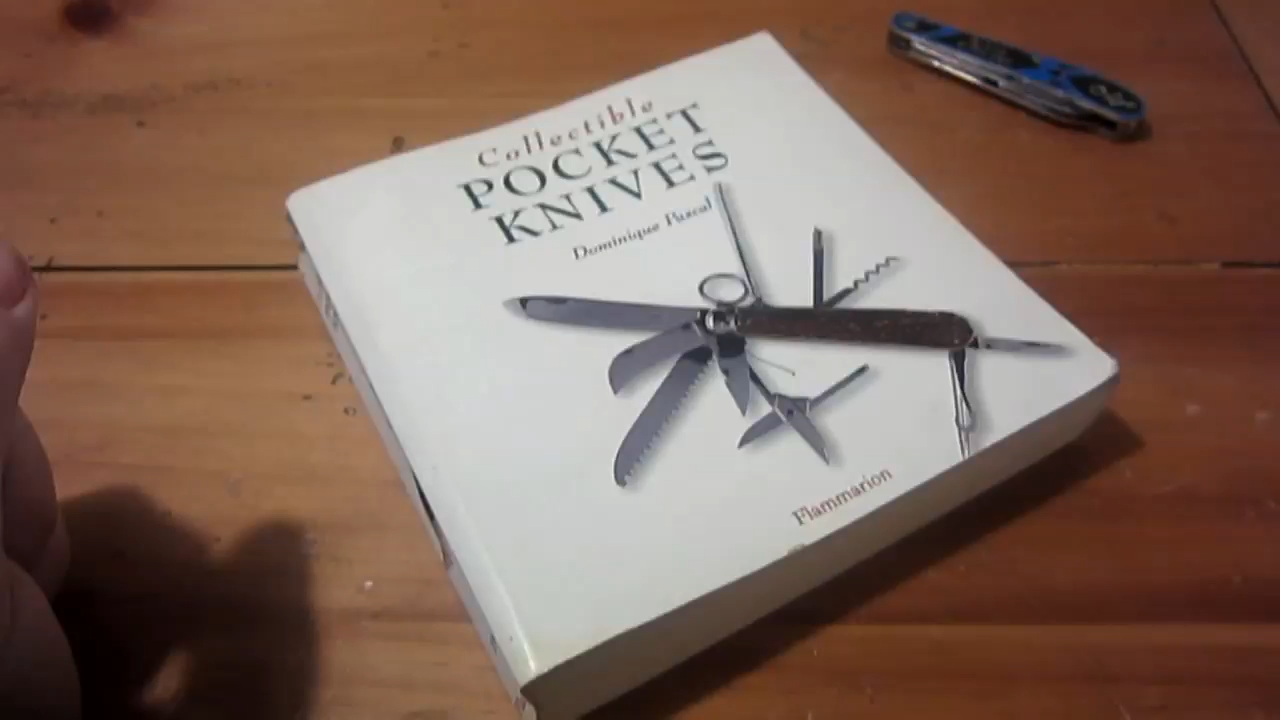 Collectible
POCKET
KNIVES
Dominique Pascal
Flammarion